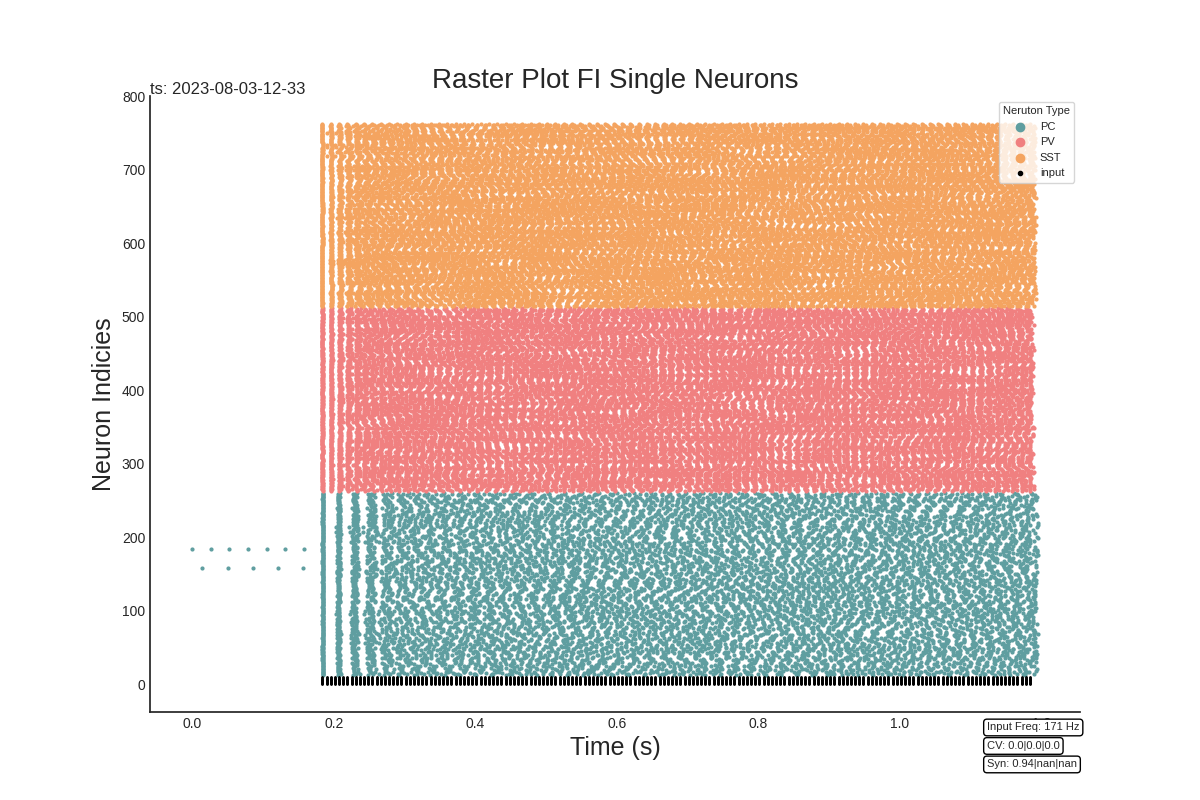 Raster Plot FI Single Neurons
ts: 2023-08-03-12-33
Neruton Type
PC
PV
SST
input
800
700
600
500
400
300
200
100
0
Neuron Indicies
0.0
0.2
0.4
0.6
0.8
1.0
Time (s)
Input Freq: 171 Hz
CV: 0.0|0.0|0.0
Syn: 0.94|nan|nan